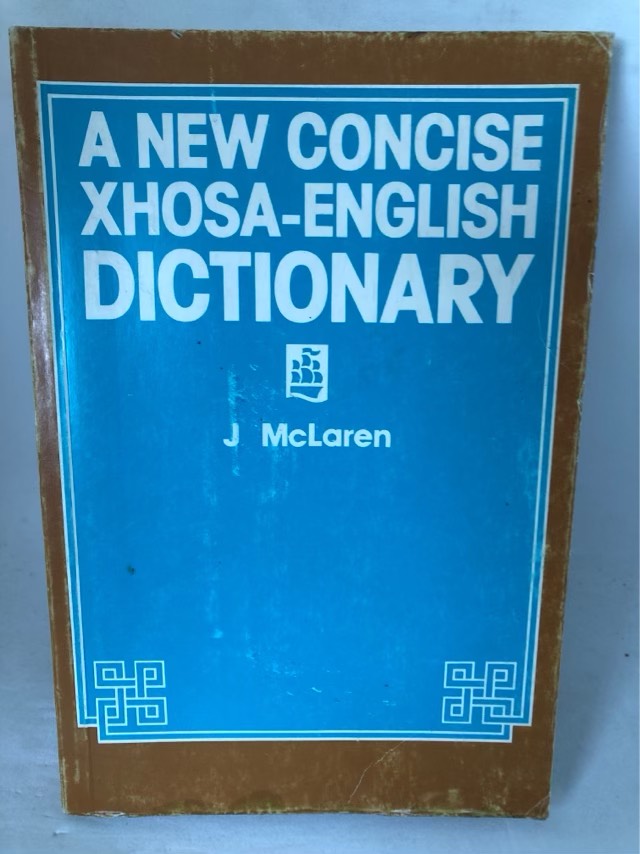 A NEW CONCISE
XHOSA-ENGLISH
DICTIONARY
J McLaren